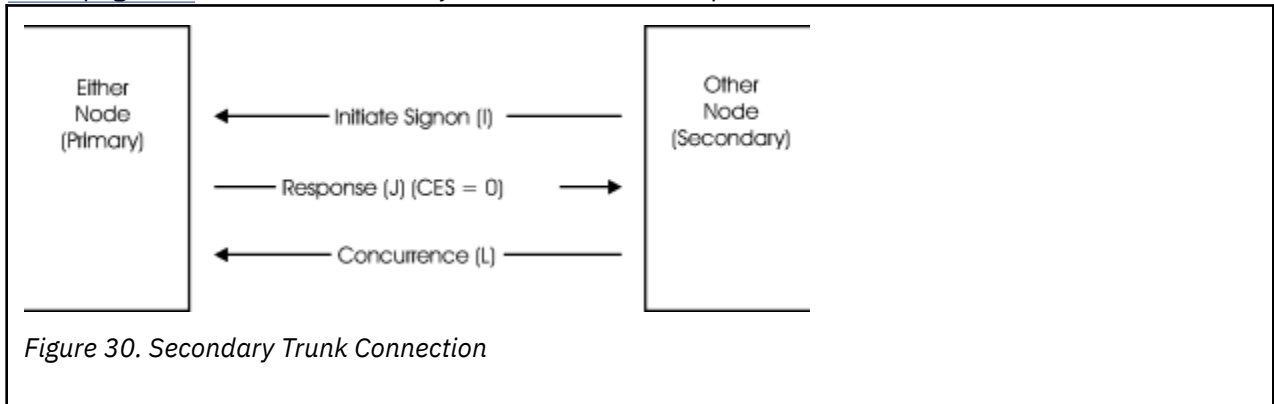 Either
Node
(Primary)
Initiate Signon (I)
Response (J) (CES = 0)
Concurrence (L)
Other
Node
(Secondary)
Figure 30. Secondary Trunk Connection